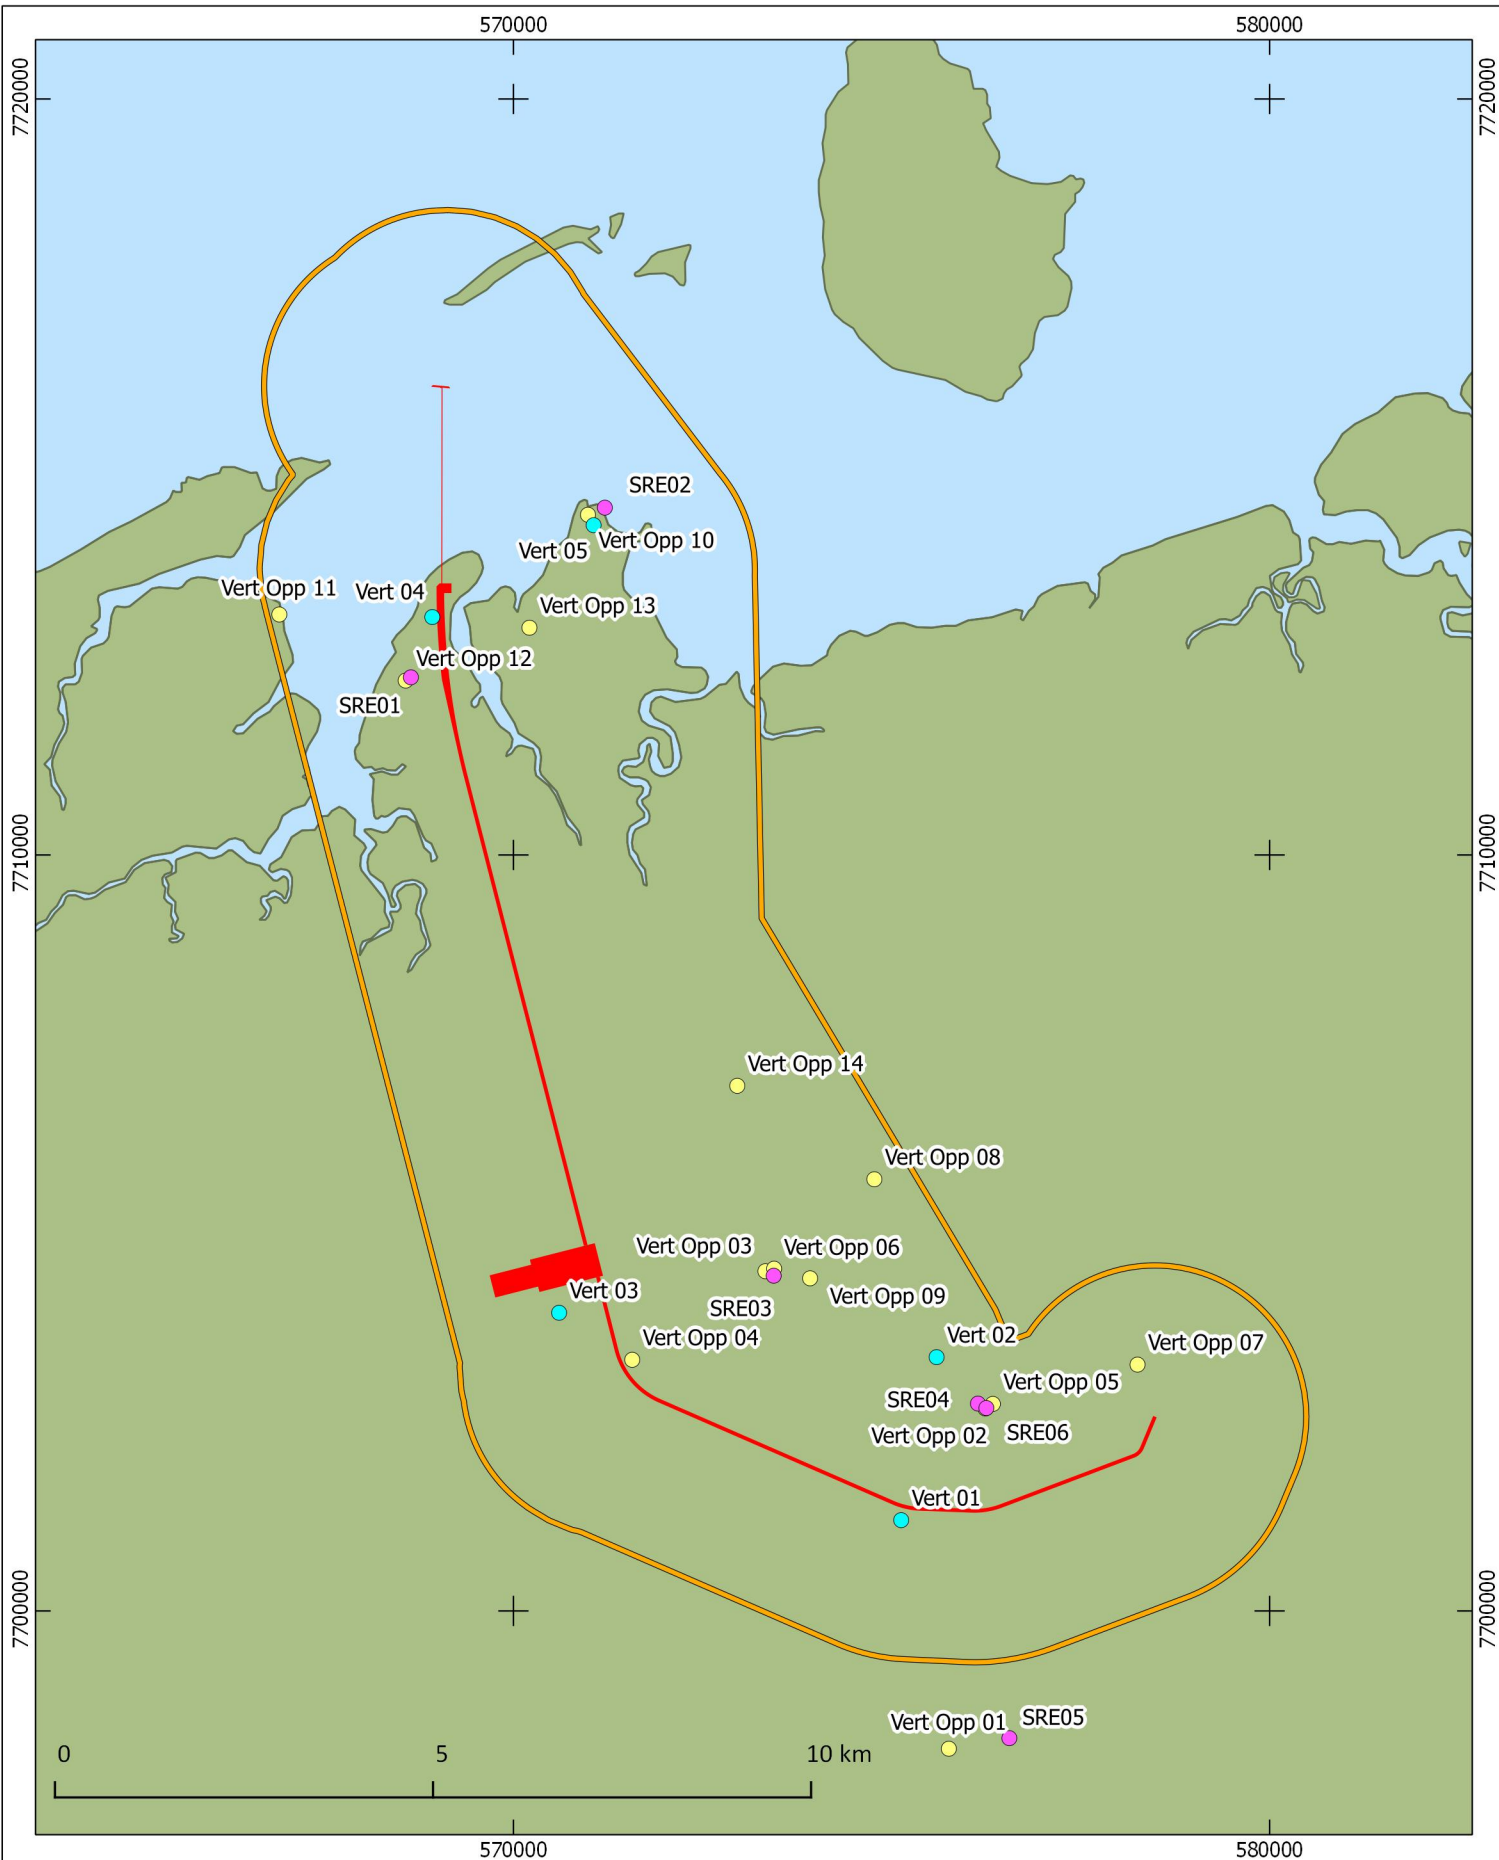 570000
580000
7720000
7720000
SRE02
Vert Opp 10
Vert 05
Vert Opp 11
Vert 04
Vert Opp 13
Vert Opp 12
SRE01
7710000
7710000
Vert Opp 14
Vert Opp 08
Vert Opp 03
Vert Opp 06
Vert 03
Vert Opp 09
SRE03
Vert Opp 04
Vert 02
Vert Opp 07
Vert Opp 05
SRE04
Vert Opp 02
SRE06
Vert 01
7700000
7700000
Vert Opp 01
SRE05
0
5
10 km
570000
580000